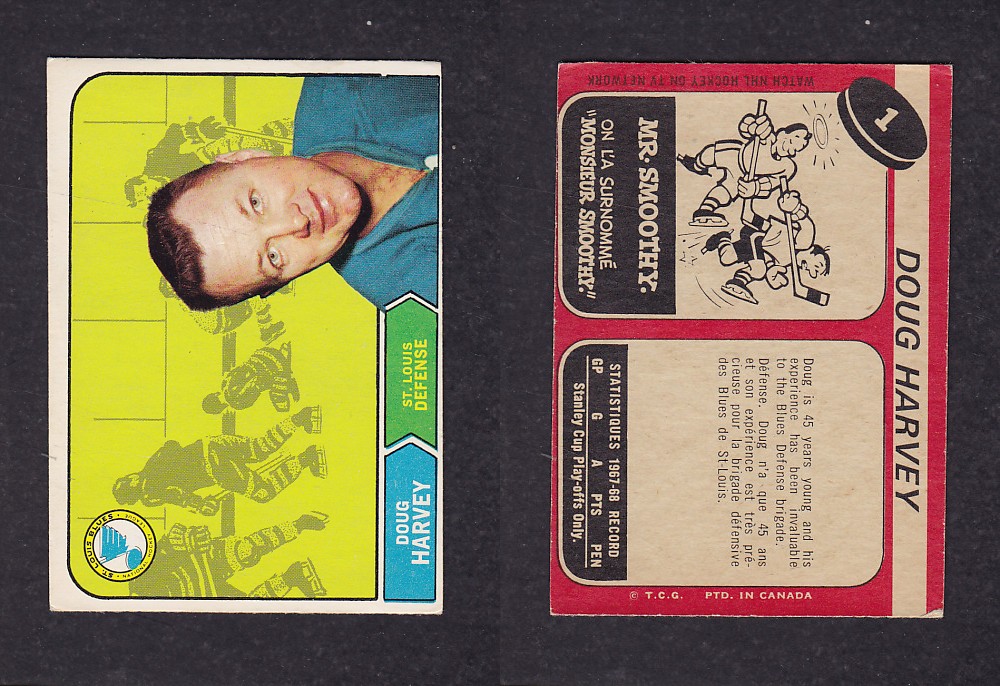 ST. LOUIS
DEFENSE
DOUG
HARVEY
ST. LOUIS BLUES
1
DOUG HARVEY
WATCH NHL HOCKEY ON TV NETWORK
MR. SMOOTHY.
ON L'A SURNOMMÉ
"MONSIEUR SMOOTHY."
Doug is 45 years young and his
experience has been invaluable
to the Blues Defense brigade.
Défense. Doug n'a que 45 ans
et son expérience est très pré-
cieuse pour la brigade défensive
des Blues de St-Louis.
STATISTIQUES 1967-68 RECORD
GP G A PTS PEN
Stanley Cup Play-offs Only.
© T.C.G. PTD. IN CANADA